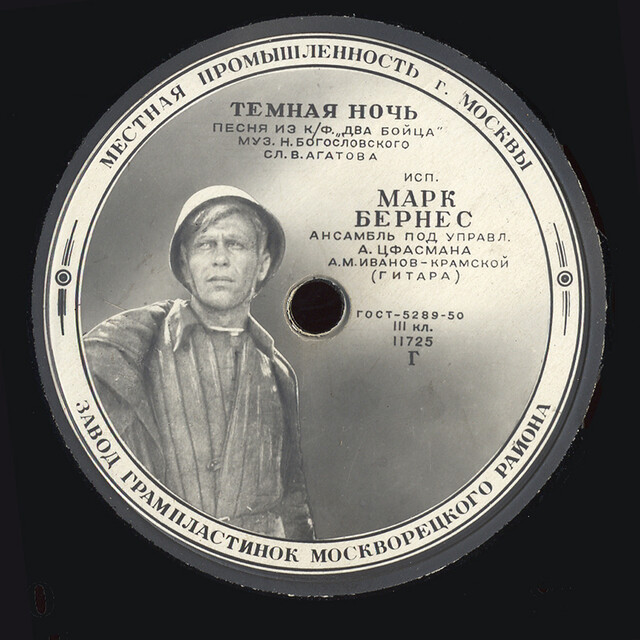 МЕСТНАЯ ПРОМЫШЛЕННОСТЬ г. МОСКВЫ
ТЕМНАЯ НОЧЬ
ПЕСНЯ ИЗ К/Ф. „ДВА БОЙЦА"
МУЗ. Н. БОГОСЛОВСКОГО
СЛ. В. АГАТОВА
ИСП.
МАРК
БЕРНЕС
АНСАМБЛЬ ПОД УПРАВЛ.
А. ЦФАСМАНА
А. М. ИВАНОВ-КРАМСКОЙ
(ГИТАРА)
ГОСТ-5289-50
III КЛ.
11725
Г
ЗАВОД ГРАМПЛАСТИНОК МОСКВОРЕЦКОГО РАЙОНА